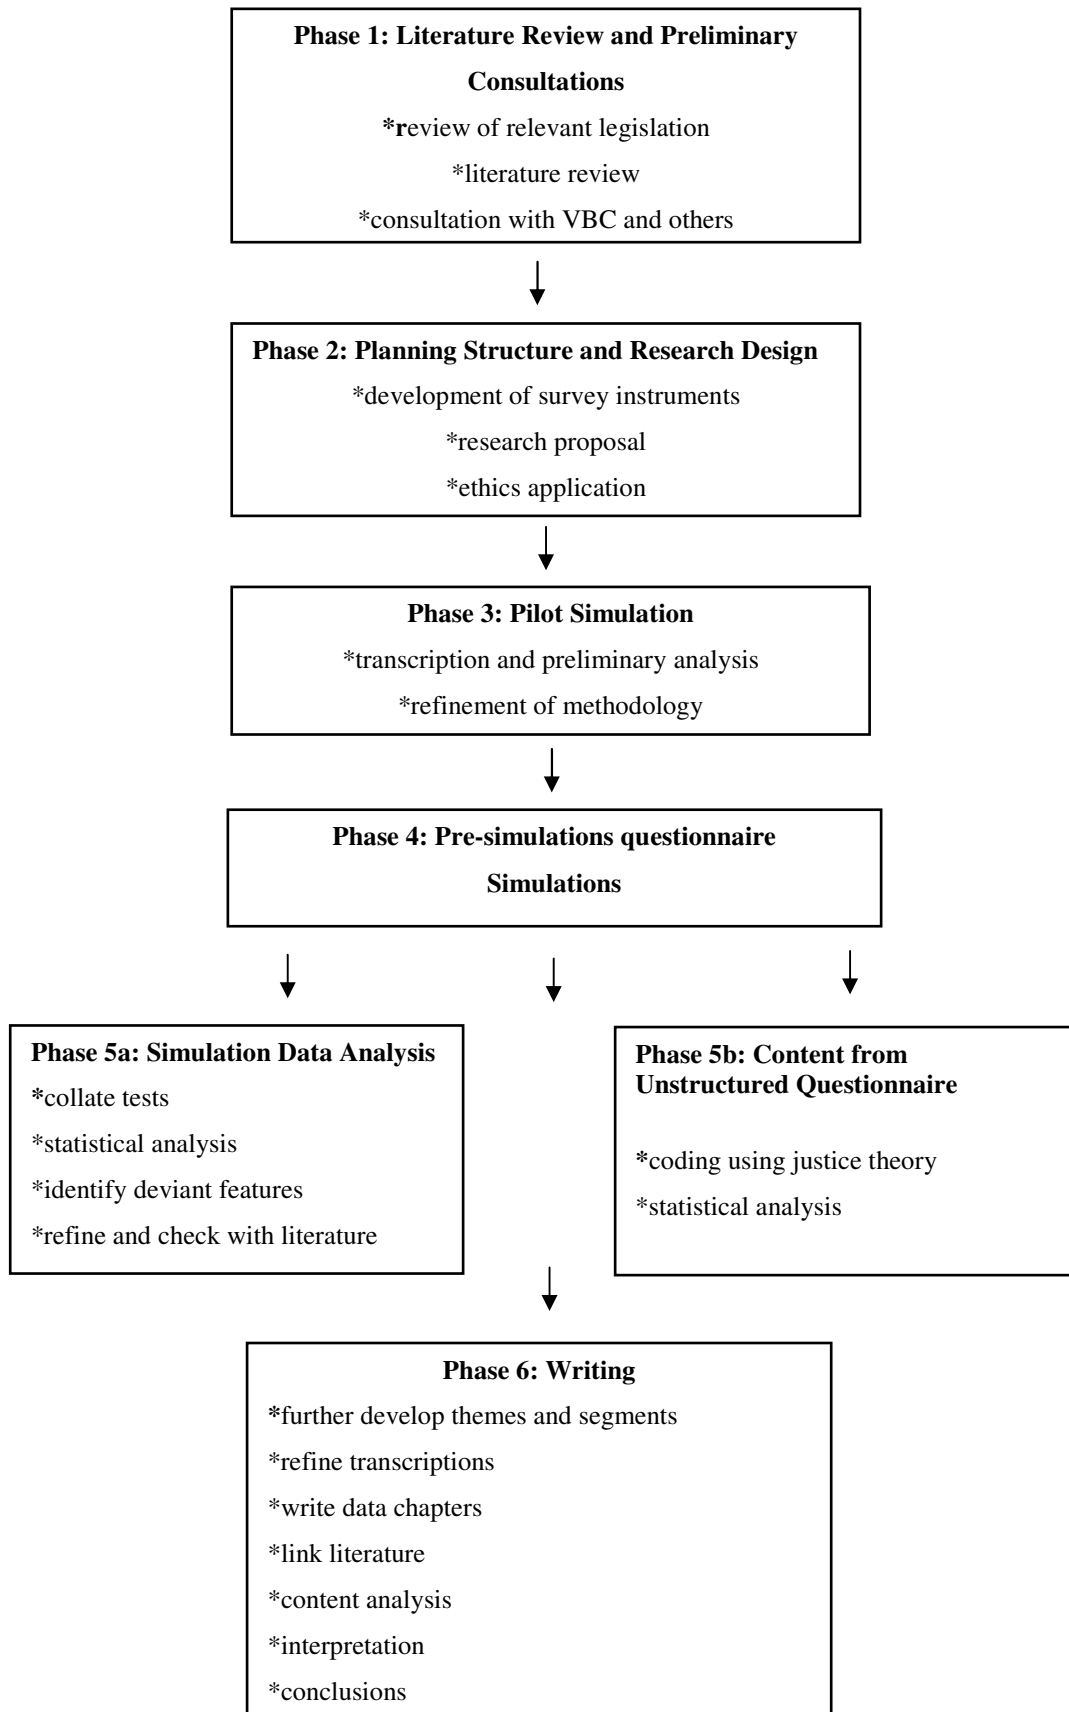 Phase 1: Literature Review and Preliminary
Consultations
*review of relevant legislation
*literature review
*consultation with VBC and others
Phase 2: Planning Structure and Research Design
*development of survey instruments
*research proposal
*ethics application
Phase 3: Pilot Simulation
*transcription and preliminary analysis
*refinement of methodology
Phase 4: Pre-simulations questionnaire
Simulations
Phase 5a: Simulation Data Analysis
*collate tests
*statistical analysis
*identify deviant features
*refine and check with literature
Phase 5b: Content from
Unstructured Questionnaire
*coding using justice theory
*statistical analysis
Phase 6: Writing
*further develop themes and segments
*refine transcriptions
*write data chapters
*link literature
*content analysis
*interpretation
*conclusions